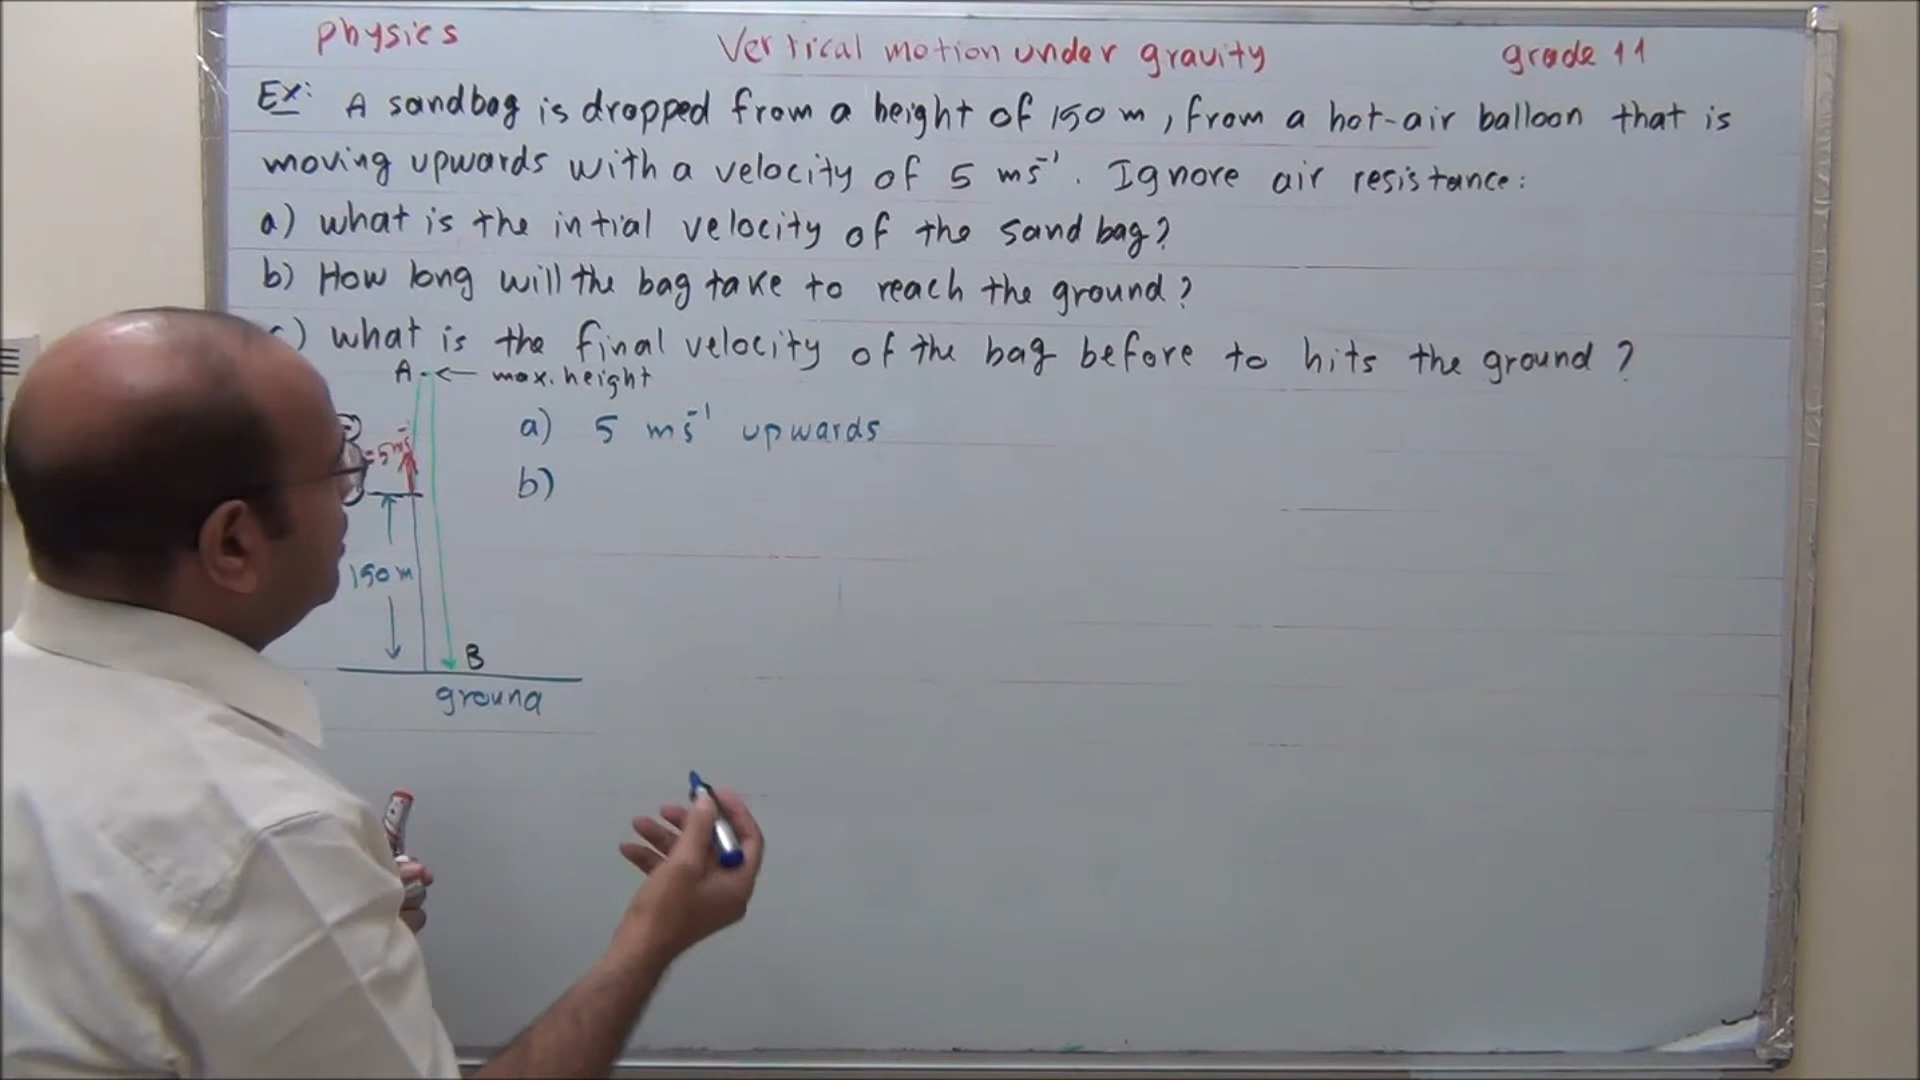 physics
Vertical motion under gravity
grade 11
Ex: A sandbag is dropped from a height of 150 m, from a hot-air balloon that is
moving upwards with a velocity of 5 ms⁻¹. Ignore air resistance:
a) what is the intial velocity of the sand bag?
b) How long will the bag take to reach the ground?
) what is the final velocity of the bag before to hits the ground?
A ← max. height
a) 5 ms⁻¹ upwards
= 5 ms⁻¹
b)
150 m
B
ground